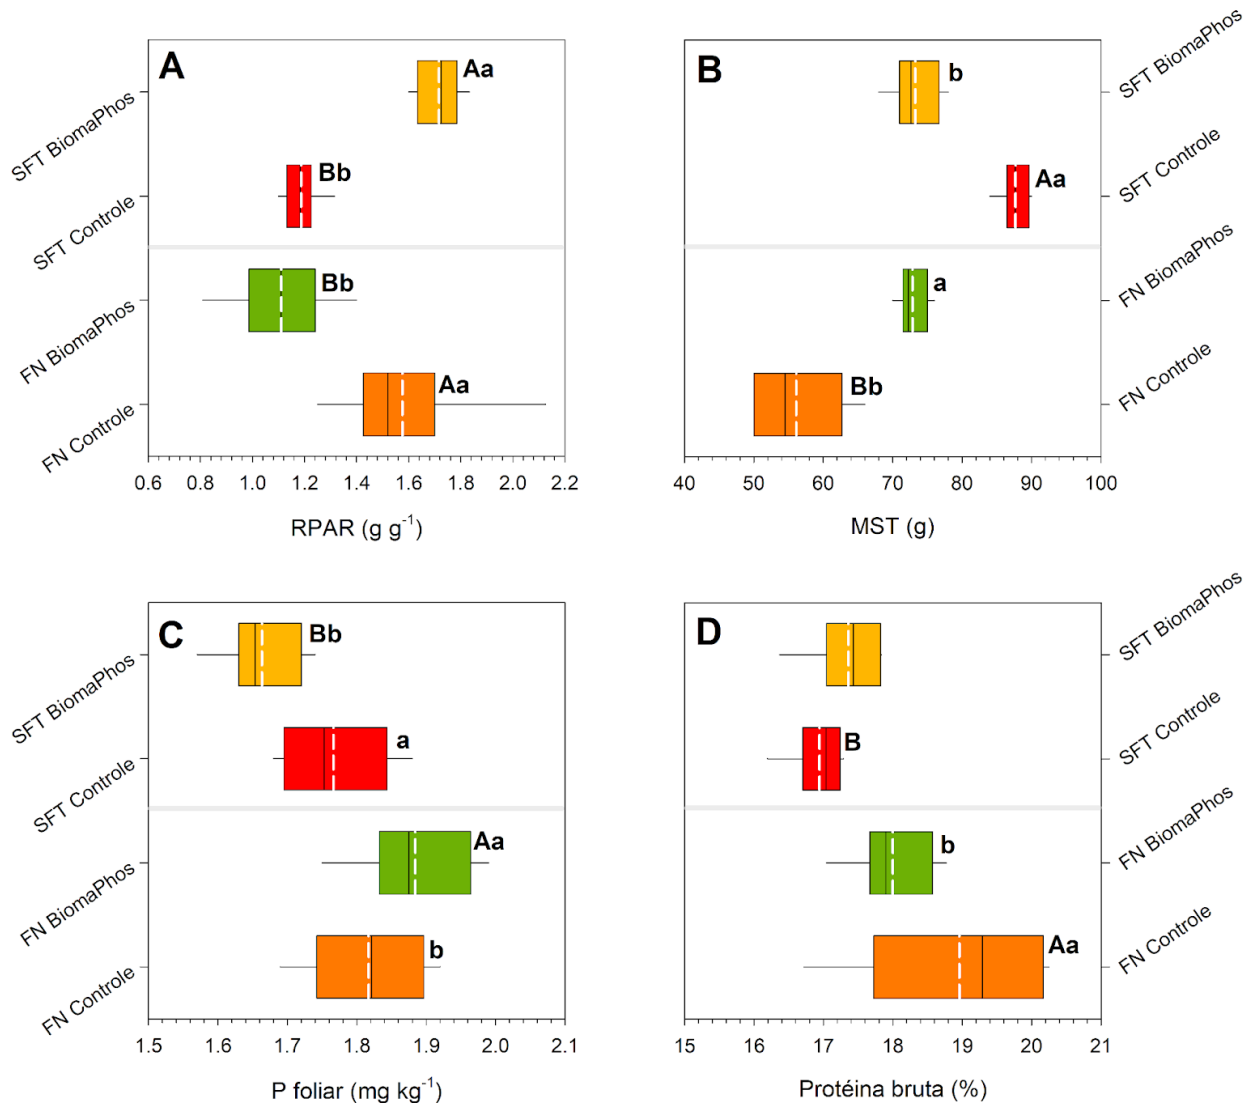 A
SFT BiomaPhos
Aa
SFT Controle
Bb
FN BiomaPhos
Bb
FN Controle
Aa
0.6 0.8 1.0 1.2 1.4 1.6 1.8 2.0 2.2
RPAR (g g-1)
B
SFT BiomaPhos
b
SFT Controle
Aa
FN BiomaPhos
a
FN Controle
Bb
40 50 60 70 80 90 100
MST (g)
C
SFT BiomaPhos
Bb
SFT Controle
a
FN BiomaPhos
Aa
FN Controle
b
1.5 1.6 1.7 1.8 1.9 2.0 2.1
P foliar (mg kg-1)
D
SFT BiomaPhos
SFT Controle
B
FN BiomaPhos
b
FN Controle
Aa
15 16 17 18 19 20 21
Protéina bruta (%)